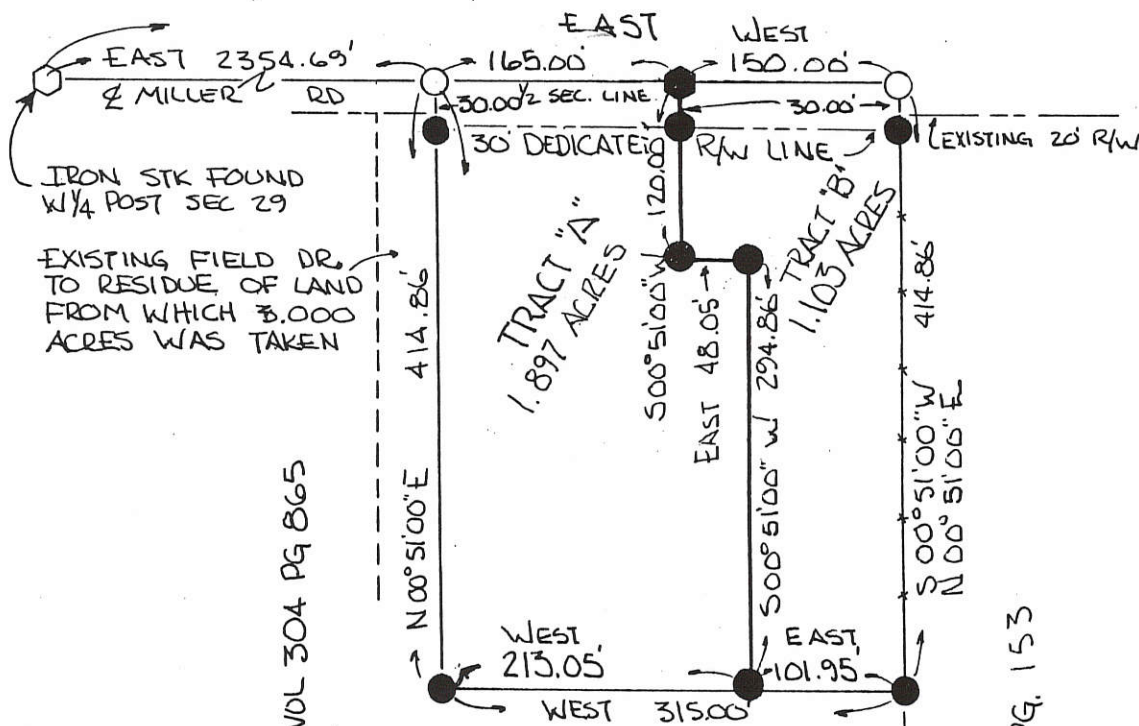 EAST
WEST
EAST 2354.69'
165.00'
150.00'
℄ MILLER RD
30.00'
1/2 SEC. LINE
30.00'
30' DEDICATED R/W LINE
EXISTING 20' R/W
IRON STK FOUND
W 1/4 POST SEC 29
EXISTING FIELD DR.
TO RESIDUE OF LAND
FROM WHICH 3.000
ACRES WAS TAKEN
414.86'
N 00° 51' 00" E
TRACT "A"
1.897 ACRES
120.00'
S 00° 51' 00" W
EAST 48.05'
S 00° 51' 00" W 294.86'
TRACT "B"
1.103 ACRES
414.86'
S 00° 51' 00" W
N 00° 51' 00" E
VOL 304 PG 865
WEST
213.05'
EAST
101.95'
WEST 315.00'
PG. 153